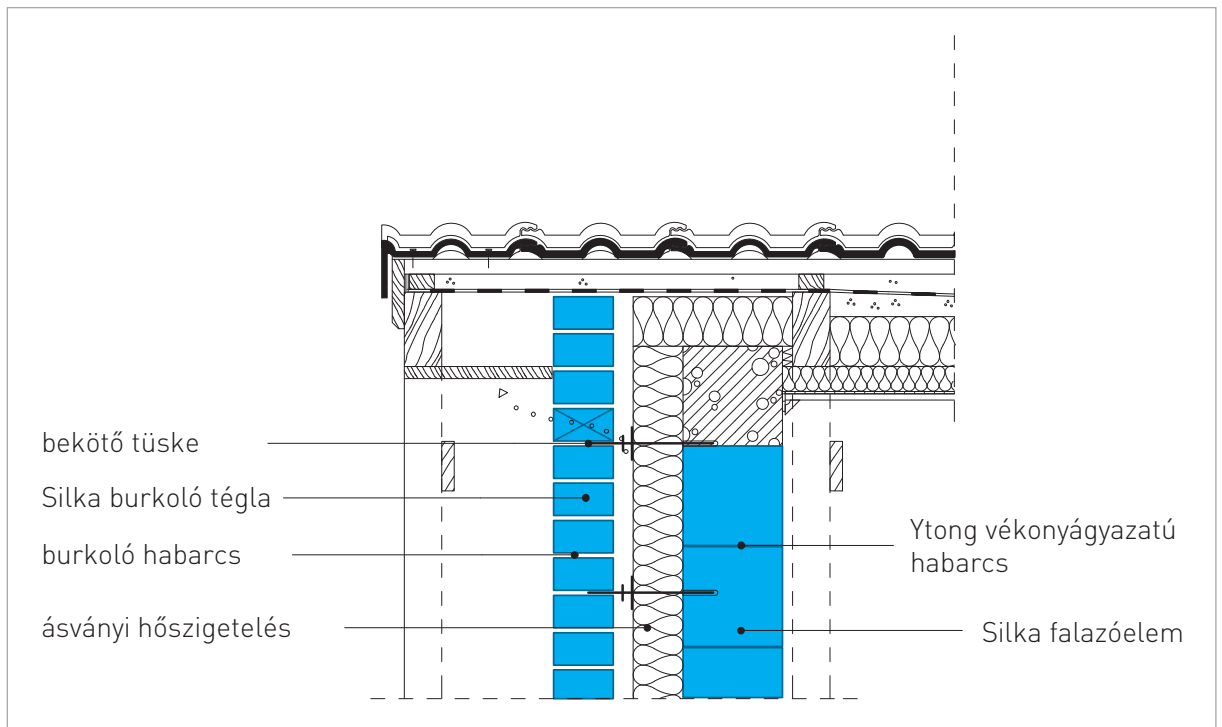 bekötő tüske
Silka burkoló tégla
burkoló habarcs
ásványi hőszigetelés
Ytong vékonyágyazatú
habarcs
Silka falazóelem